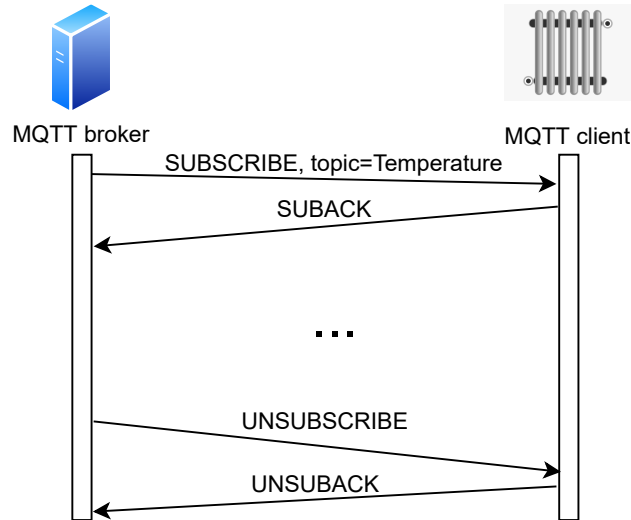 MQTT broker
MQTT client
SUBSCRIBE, topic=Temperature
SUBACK
...
UNSUBSCRIBE
UNSUBACK